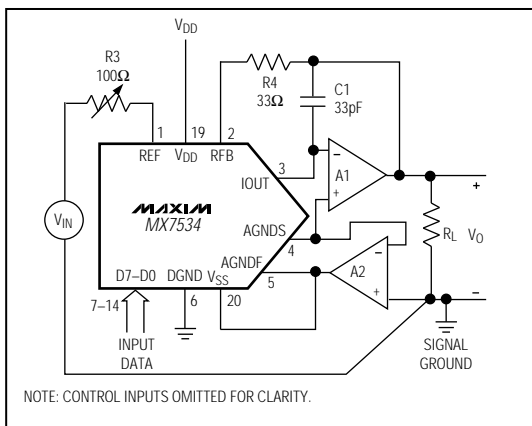 VDD
R3
100Ω
R4
33Ω
C1
33pF
1
19
2
REF
VDD
RFB
3
IOUT
−
A1
+
+
VIN
MAXIM
MX7534
AGNDS
4
RL
VO
−
A2
+
AGNDF
5
D7–D0
DGND
VSS
7–14
6
20
−
INPUT
DATA
SIGNAL
GROUND
NOTE: CONTROL INPUTS OMITTED FOR CLARITY.